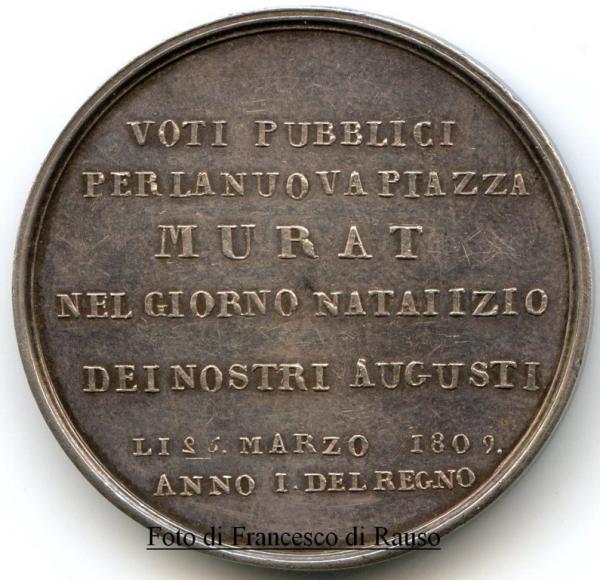 VOTI PUBBLICI
PER LA NUOVA PIAZZA
MURAT
NEL GIORNO NATAIIZIO
DEI NOSTRI AUGUSTI
LI 25. MARZO 1809.
ANNO I. DEL REGNO
Foto di Francesco di Rauso